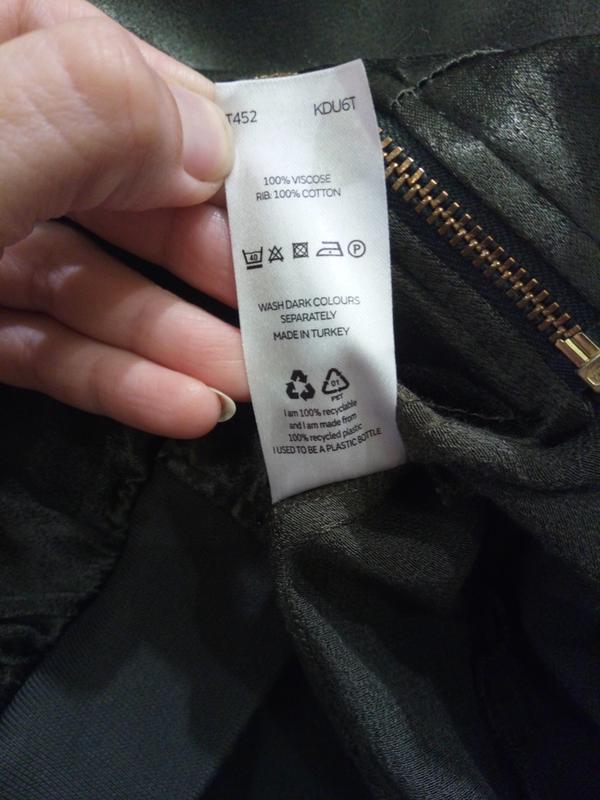 T452 KDU6T
100% VISCOSE
RIB: 100% COTTON
40 P
WASH DARK COLOURS
SEPARATELY
MADE IN TURKEY
01
PET
I am 100% recyclable
and I am made from
100% recycled plastic
I USED TO BE A PLASTIC BOTTLE